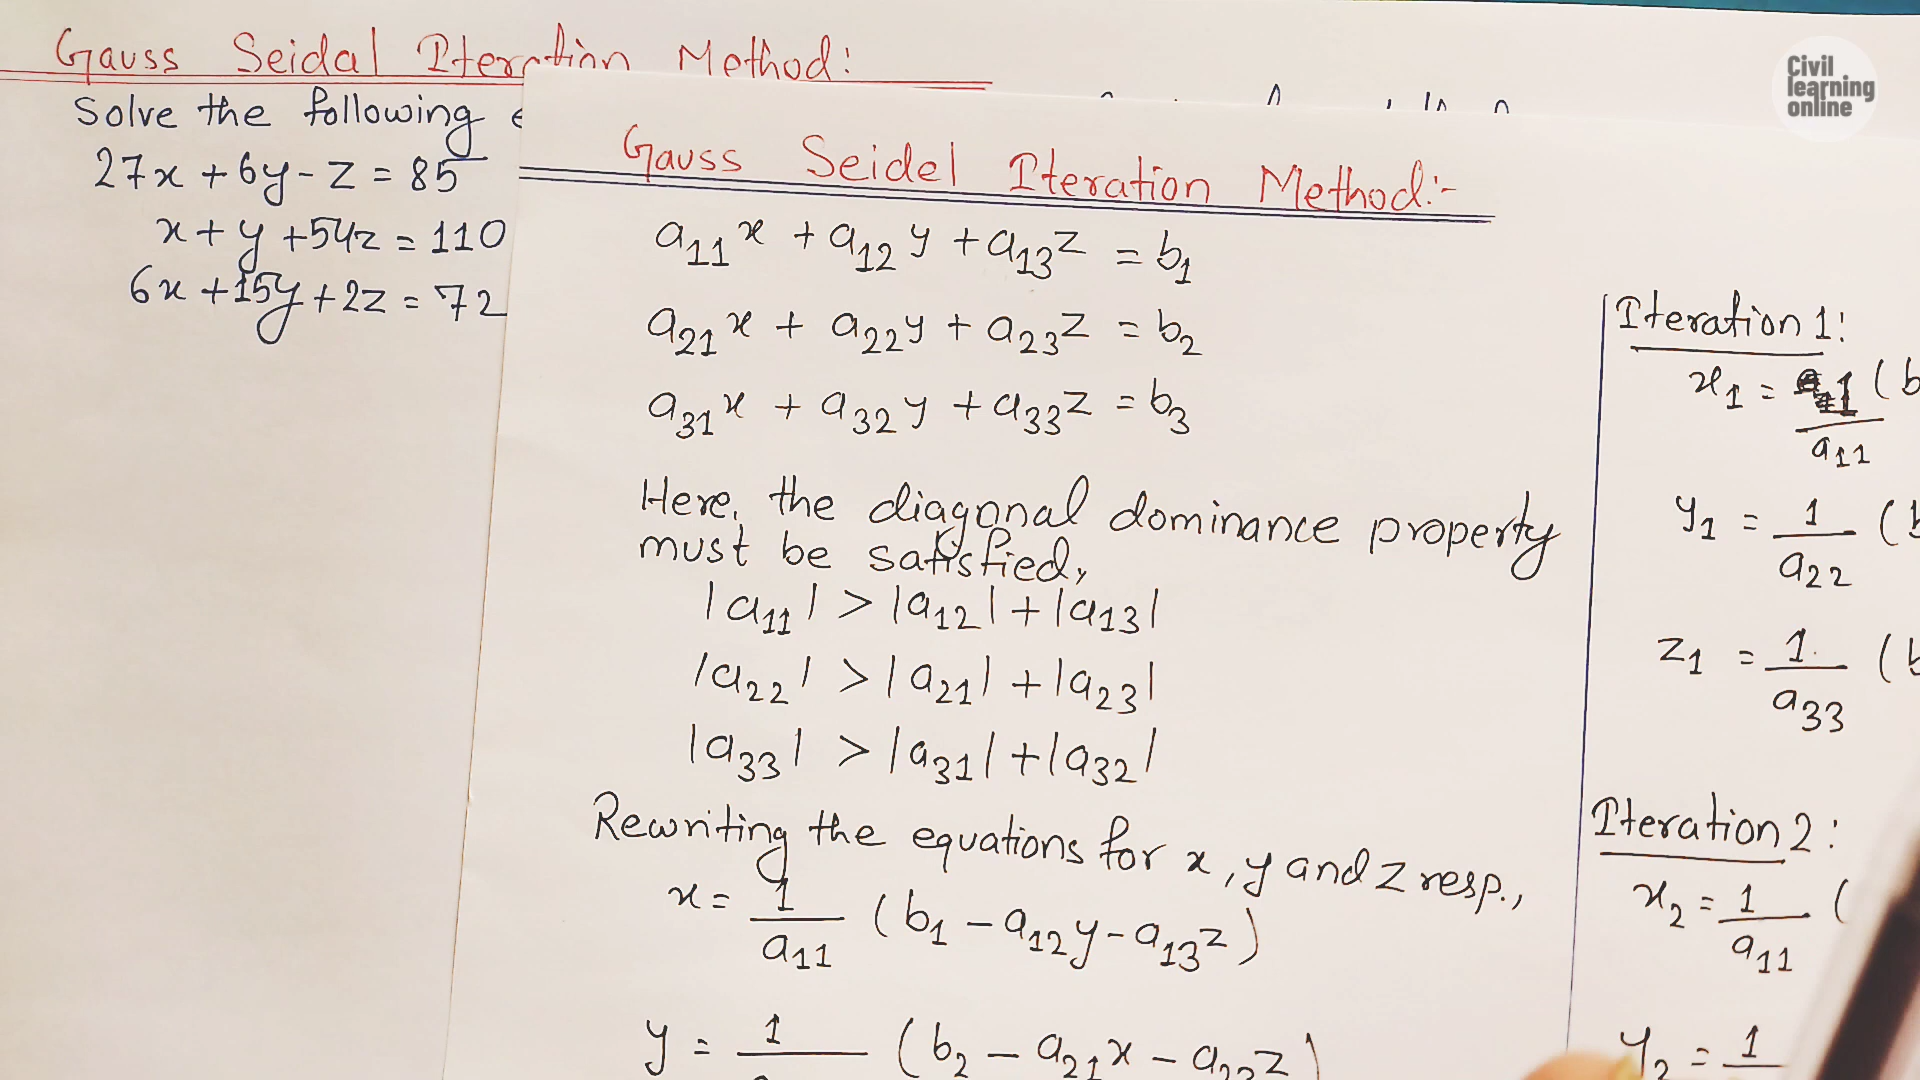 Gauss Seidal Iteration Method:
Solve the following
27x + 6y - z = 85
x + y + 54z = 110
6x + 15y + 2z = 72
Civil
learning
online
Gauss Seidel Iteration Method:-
a11x + a12y + a13z = b1
a21x + a22y + a23z = b2
a31x + a32y + a33z = b3
Here, the diagonal dominance property
must be satisfied,
|a11| > |a12| + |a13|
|a22| > |a21| + |a23|
|a33| > |a31| + |a32|
Rewriting the equations for x, y and z resp.,
x = 1/a11 (b1 - a12y - a13z)
y = 1 (b2 - a21x - a23z)
Iteration 1:
x1 = 1/a11 (b
y1 = 1/a22 (b
z1 = 1/a33 (b
Iteration 2:
x2 = 1/a11 (
y2 = 1